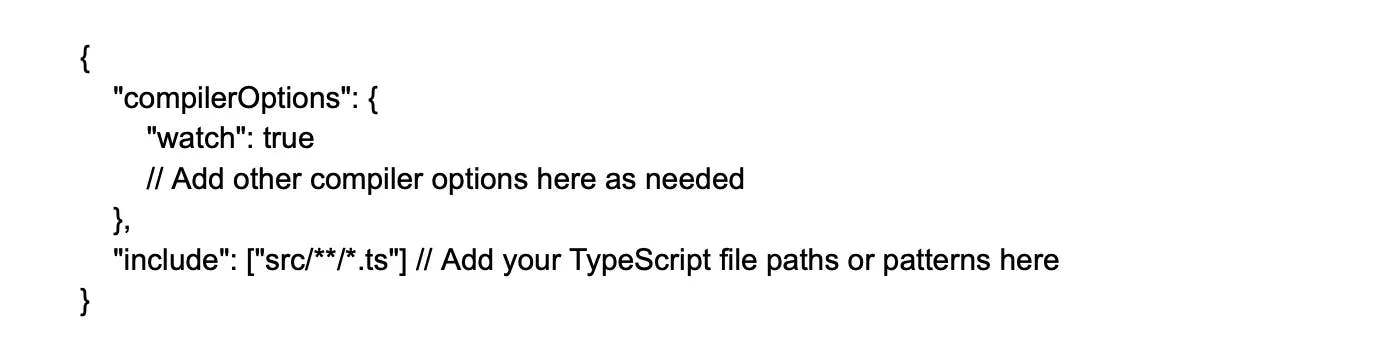 {
"compilerOptions": {
"watch": true
// Add other compiler options here as needed
},
"include": ["src/**/*.ts"] // Add your TypeScript file paths or patterns here
}